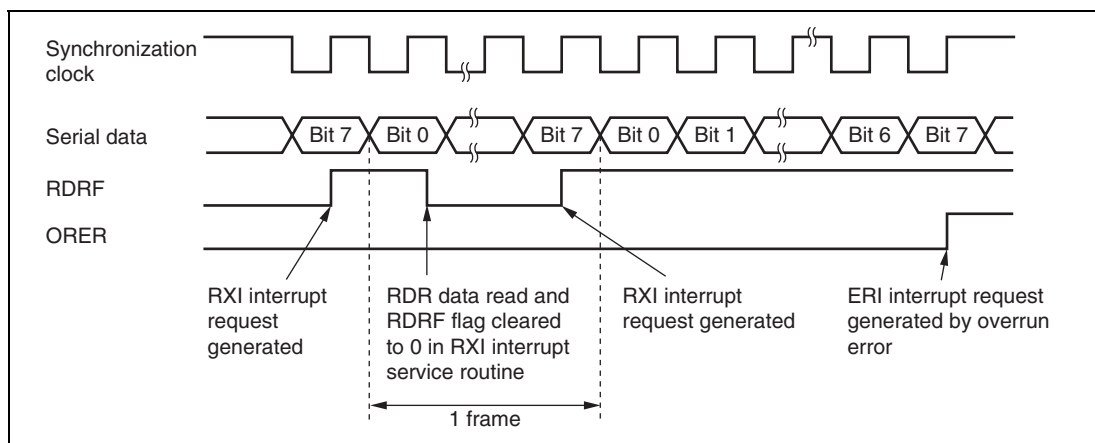 Synchronization
clock
Serial data
Bit 7
Bit 0
Bit 7
Bit 0
Bit 1
Bit 6
Bit 7
RDRF
ORER
RXI interrupt
request
generated
RDR data read and
RDRF flag cleared
to 0 in RXI interrupt
service routine
RXI interrupt
request generated
ERI interrupt request
generated by overrun
error
1 frame